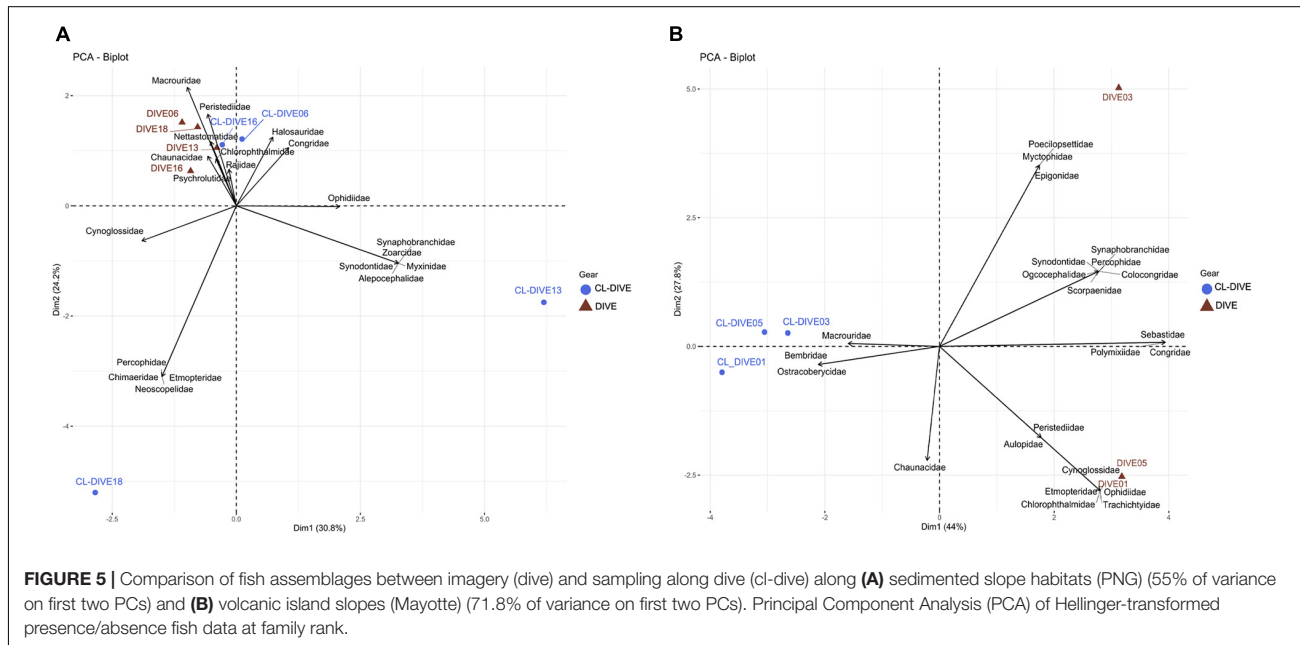 A
PCA - Biplot
Macrouridae
DIVE06
Peristediidae
CL-DIVE06
CL-DIVE16
DIVE18
Nettastomatidae
Halosauridae
DIVE13
Chlorophthalmidae
Congridae
Chaunacidae
Rajidae
DIVE16
Psychrolutidae
Ophidiidae
Cynoglossidae
Synaphobranchidae
Zoarcidae
Synodontidae
Myxinidae
Alepocephalidae
CL-DIVE13
Percophidae
Chimaeridae
Etmopteridae
Neoscopelidae
CL-DIVE18
2
0
-2
-4
Dim2 (24.2%)
-2.5
0.0
2.5
5.0
Dim1 (30.8%)
Gear
CL-DIVE
DIVE
B
PCA - Biplot
DIVE03
Poecilopsettidae
Myctophidae
Epigonidae
Synaphobranchidae
Synodontidae
Percophidae
Ogcocephalidae
Colocongridae
Scorpaenidae
CL-DIVE05
CL-DIVE03
Macrouridae
Sebastidae
Bembridae
Polymixiidae
Congridae
CL_DIVE01
Ostracoberycidae
Peristediidae
Aulopidae
Chaunacidae
Cynoglossidae
DIVE05
DIVE01
Etmopteridae
Ophidiidae
Chlorophthalmidae
Trachichtyidae
5.0
2.5
0.0
-2.5
Dim2 (27.8%)
-4
-2
0
2
4
Dim1 (44%)
Gear
CL-DIVE
DIVE
FIGURE 5 | Comparison of fish assemblages between imagery (dive) and sampling along dive (cl-dive) along (A) sedimented slope habitats (PNG) (55% of variance
on first two PCs) and (B) volcanic island slopes (Mayotte) (71.8% of variance on first two PCs). Principal Component Analysis (PCA) of Hellinger-transformed
presence/absence fish data at family rank.